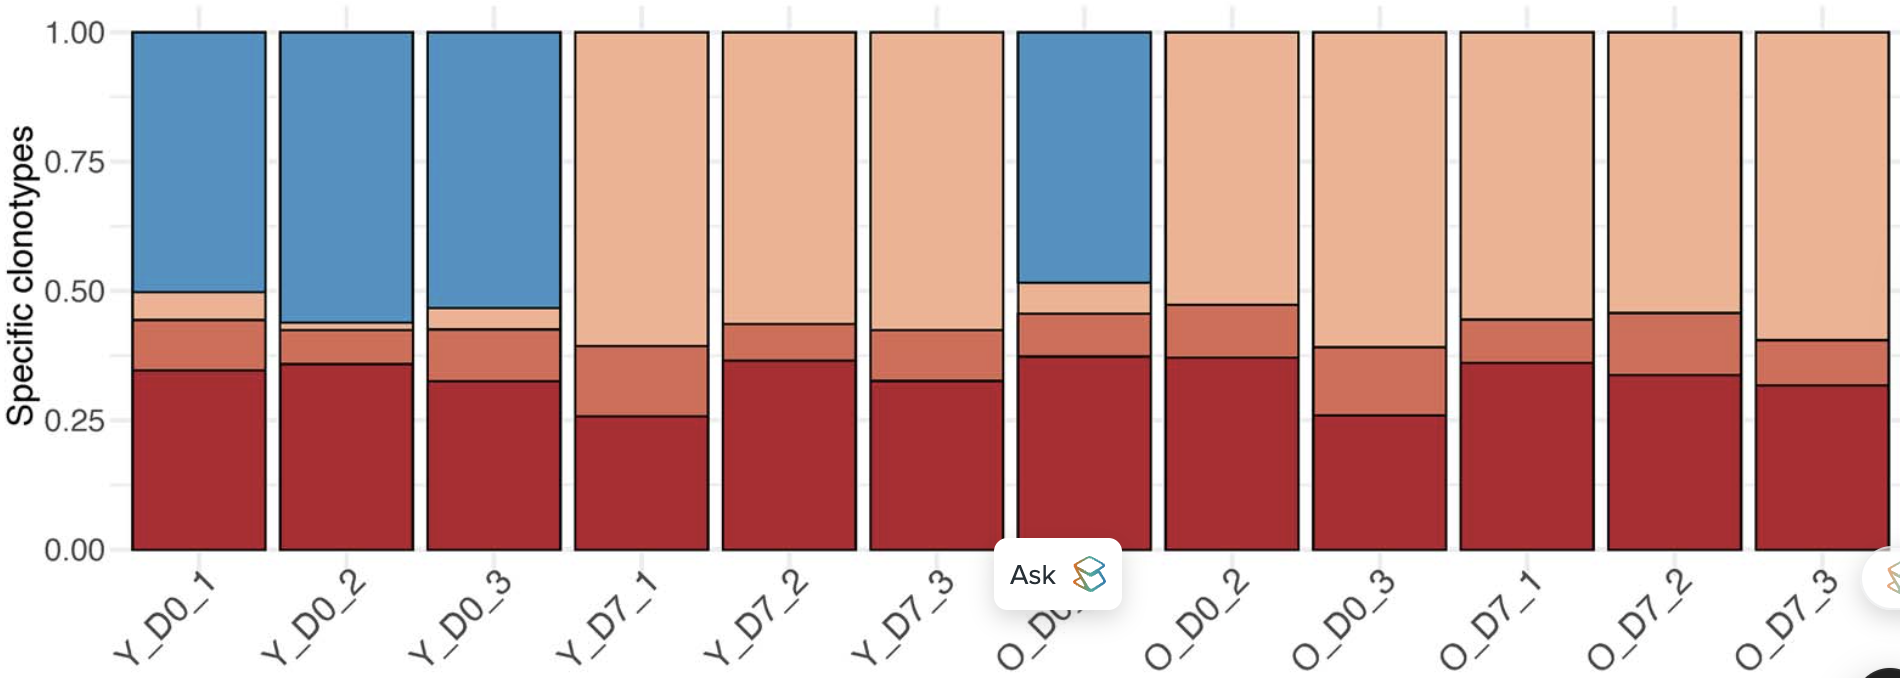 Specific clonotypes
1.00
0.75
0.50
0.25
0.00
Y_D0_1
Y_D0_2
Y_D0_3
Y_D7_1
Y_D7_2
Y_D7_3
O_D0_2
O_D0_3
O_D7_1
O_D7_2
O_D7_3
Ask